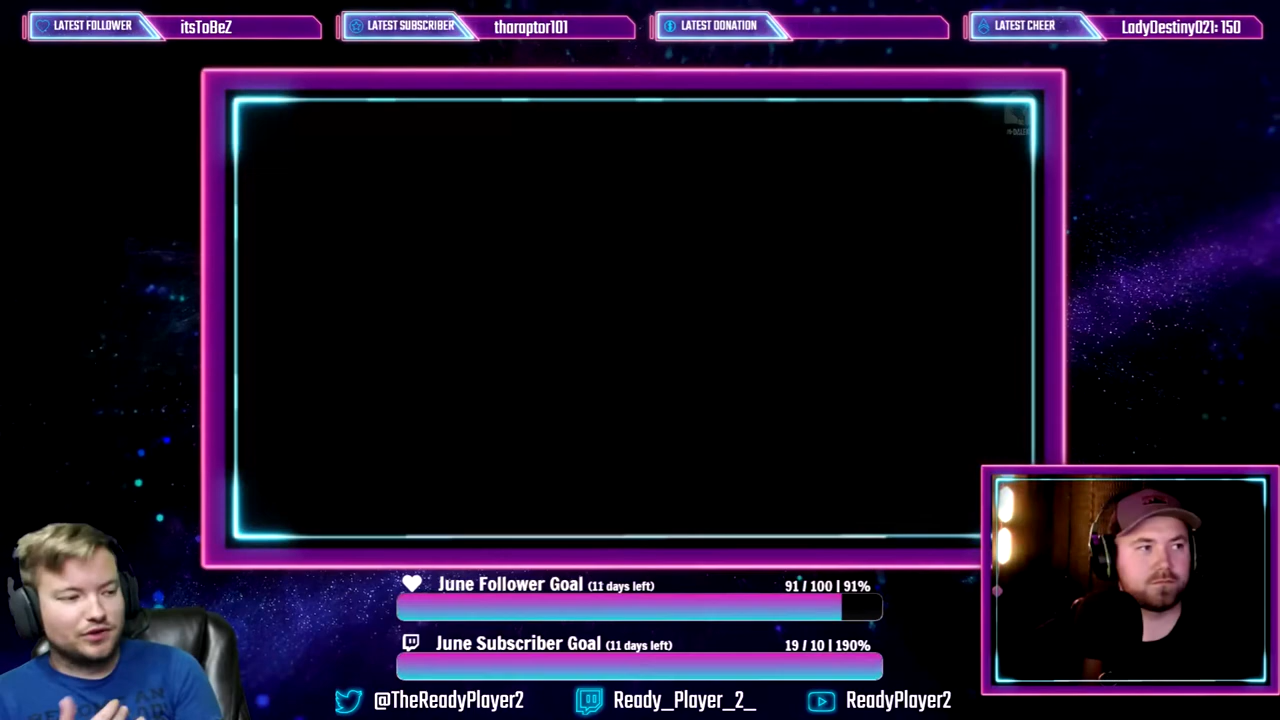 LATEST FOLLOWER itsToBeZ
LATEST SUBSCRIBER tharaptor101
LATEST DONATION
LATEST CHEER LadyDestiny021: 150
June Follower Goal (11 days left) 91 / 100 | 91%
June Subscriber Goal (11 days left) 19 / 10 | 190%
@TheReadyPlayer2 Ready_Player_2_ ReadyPlayer2